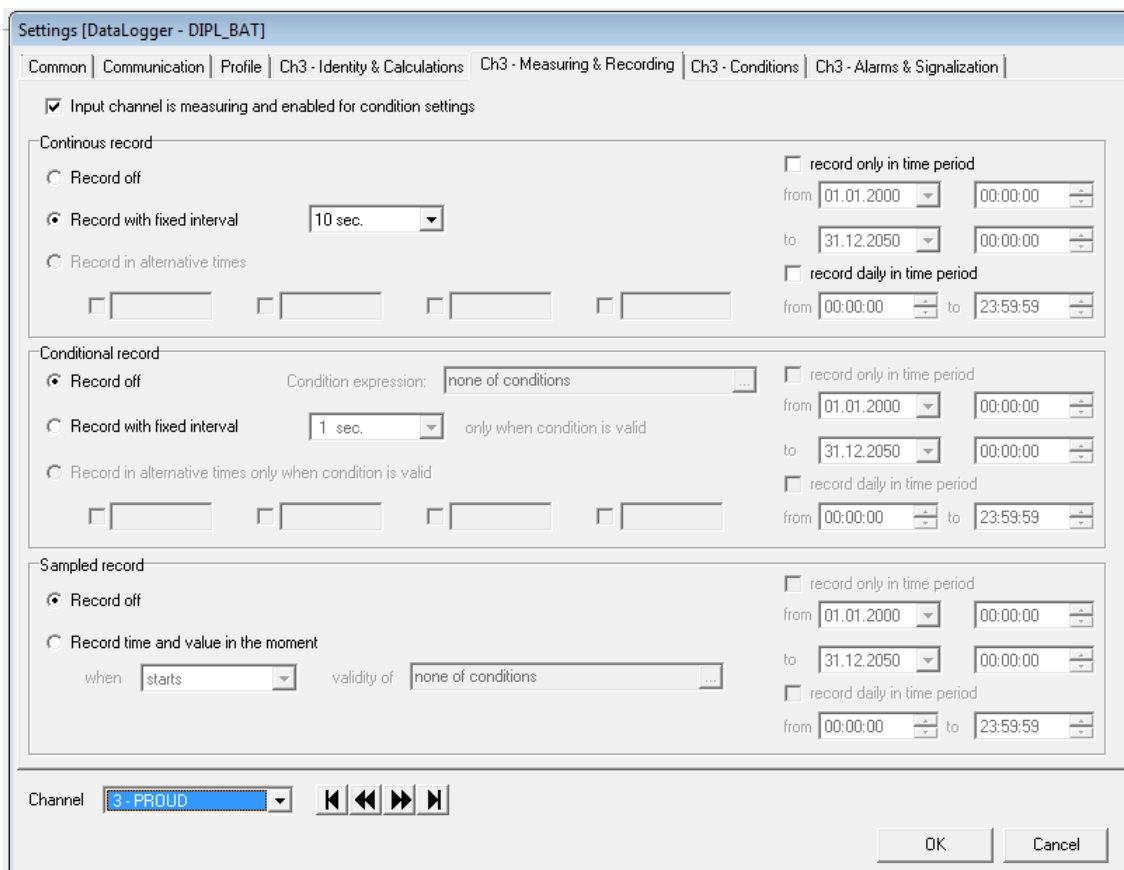 Settings [DataLogger - DIPL_BAT]
Common Communication Profile Ch3 - Identity & Calculations Ch3 - Measuring & Recording Ch3 - Conditions Ch3 - Alarms & Signalization
Input channel is measuring and enabled for condition settings
Continous record
Record off
Record with fixed interval 10 sec.
Record in alternative times
record only in time period
from 01.01.2000 00:00:00
to 31.12.2050 00:00:00
record daily in time period
from 00:00:00 to 23:59:59
Conditional record
Record off Condition expression: none of conditions ...
Record with fixed interval 1 sec. only when condition is valid
Record in alternative times only when condition is valid
record only in time period
from 01.01.2000 00:00:00
to 31.12.2050 00:00:00
record daily in time period
from 00:00:00 to 23:59:59
Sampled record
Record off
Record time and value in the moment
when starts validity of none of conditions ...
record only in time period
from 01.01.2000 00:00:00
to 31.12.2050 00:00:00
record daily in time period
from 00:00:00 to 23:59:59
Channel 3 - PROUD
OK Cancel